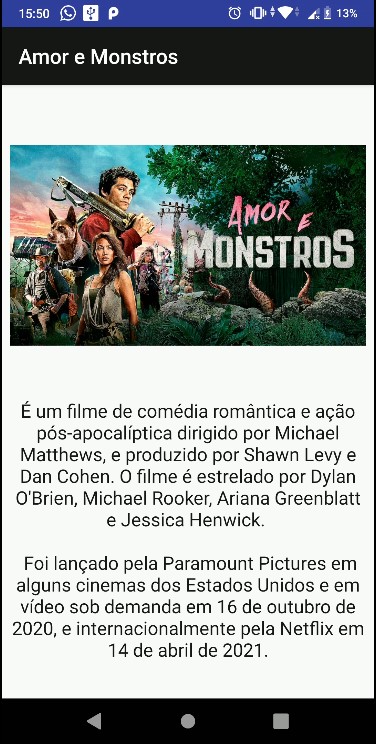 15:50 13%
Amor e Monstros
AMOR E
MONSTROS
É um filme de comédia romântica e ação
pós-apocalíptica dirigido por Michael
Matthews, e produzido por Shawn Levy e
Dan Cohen. O filme é estrelado por Dylan
O'Brien, Michael Rooker, Ariana Greenblatt
e Jessica Henwick.
Foi lançado pela Paramount Pictures em
alguns cinemas dos Estados Unidos e em
vídeo sob demanda em 16 de outubro de
2020, e internacionalmente pela Netflix em
14 de abril de 2021.